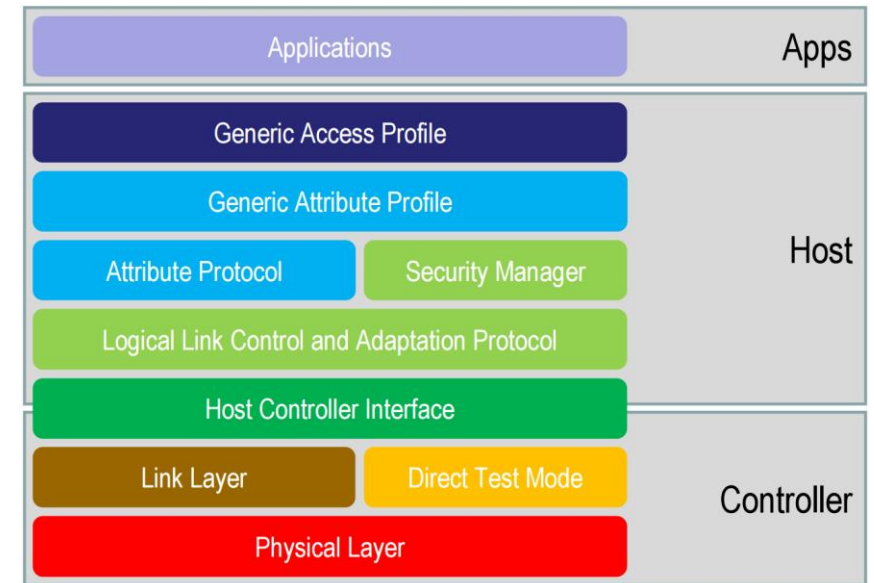 Applications
Apps
Generic Access Profile
Generic Attribute Profile
Attribute Protocol
Security Manager
Host
Logical Link Control and Adaptation Protocol
Host Controller Interface
Link Layer
Direct Test Mode
Controller
Physical Layer